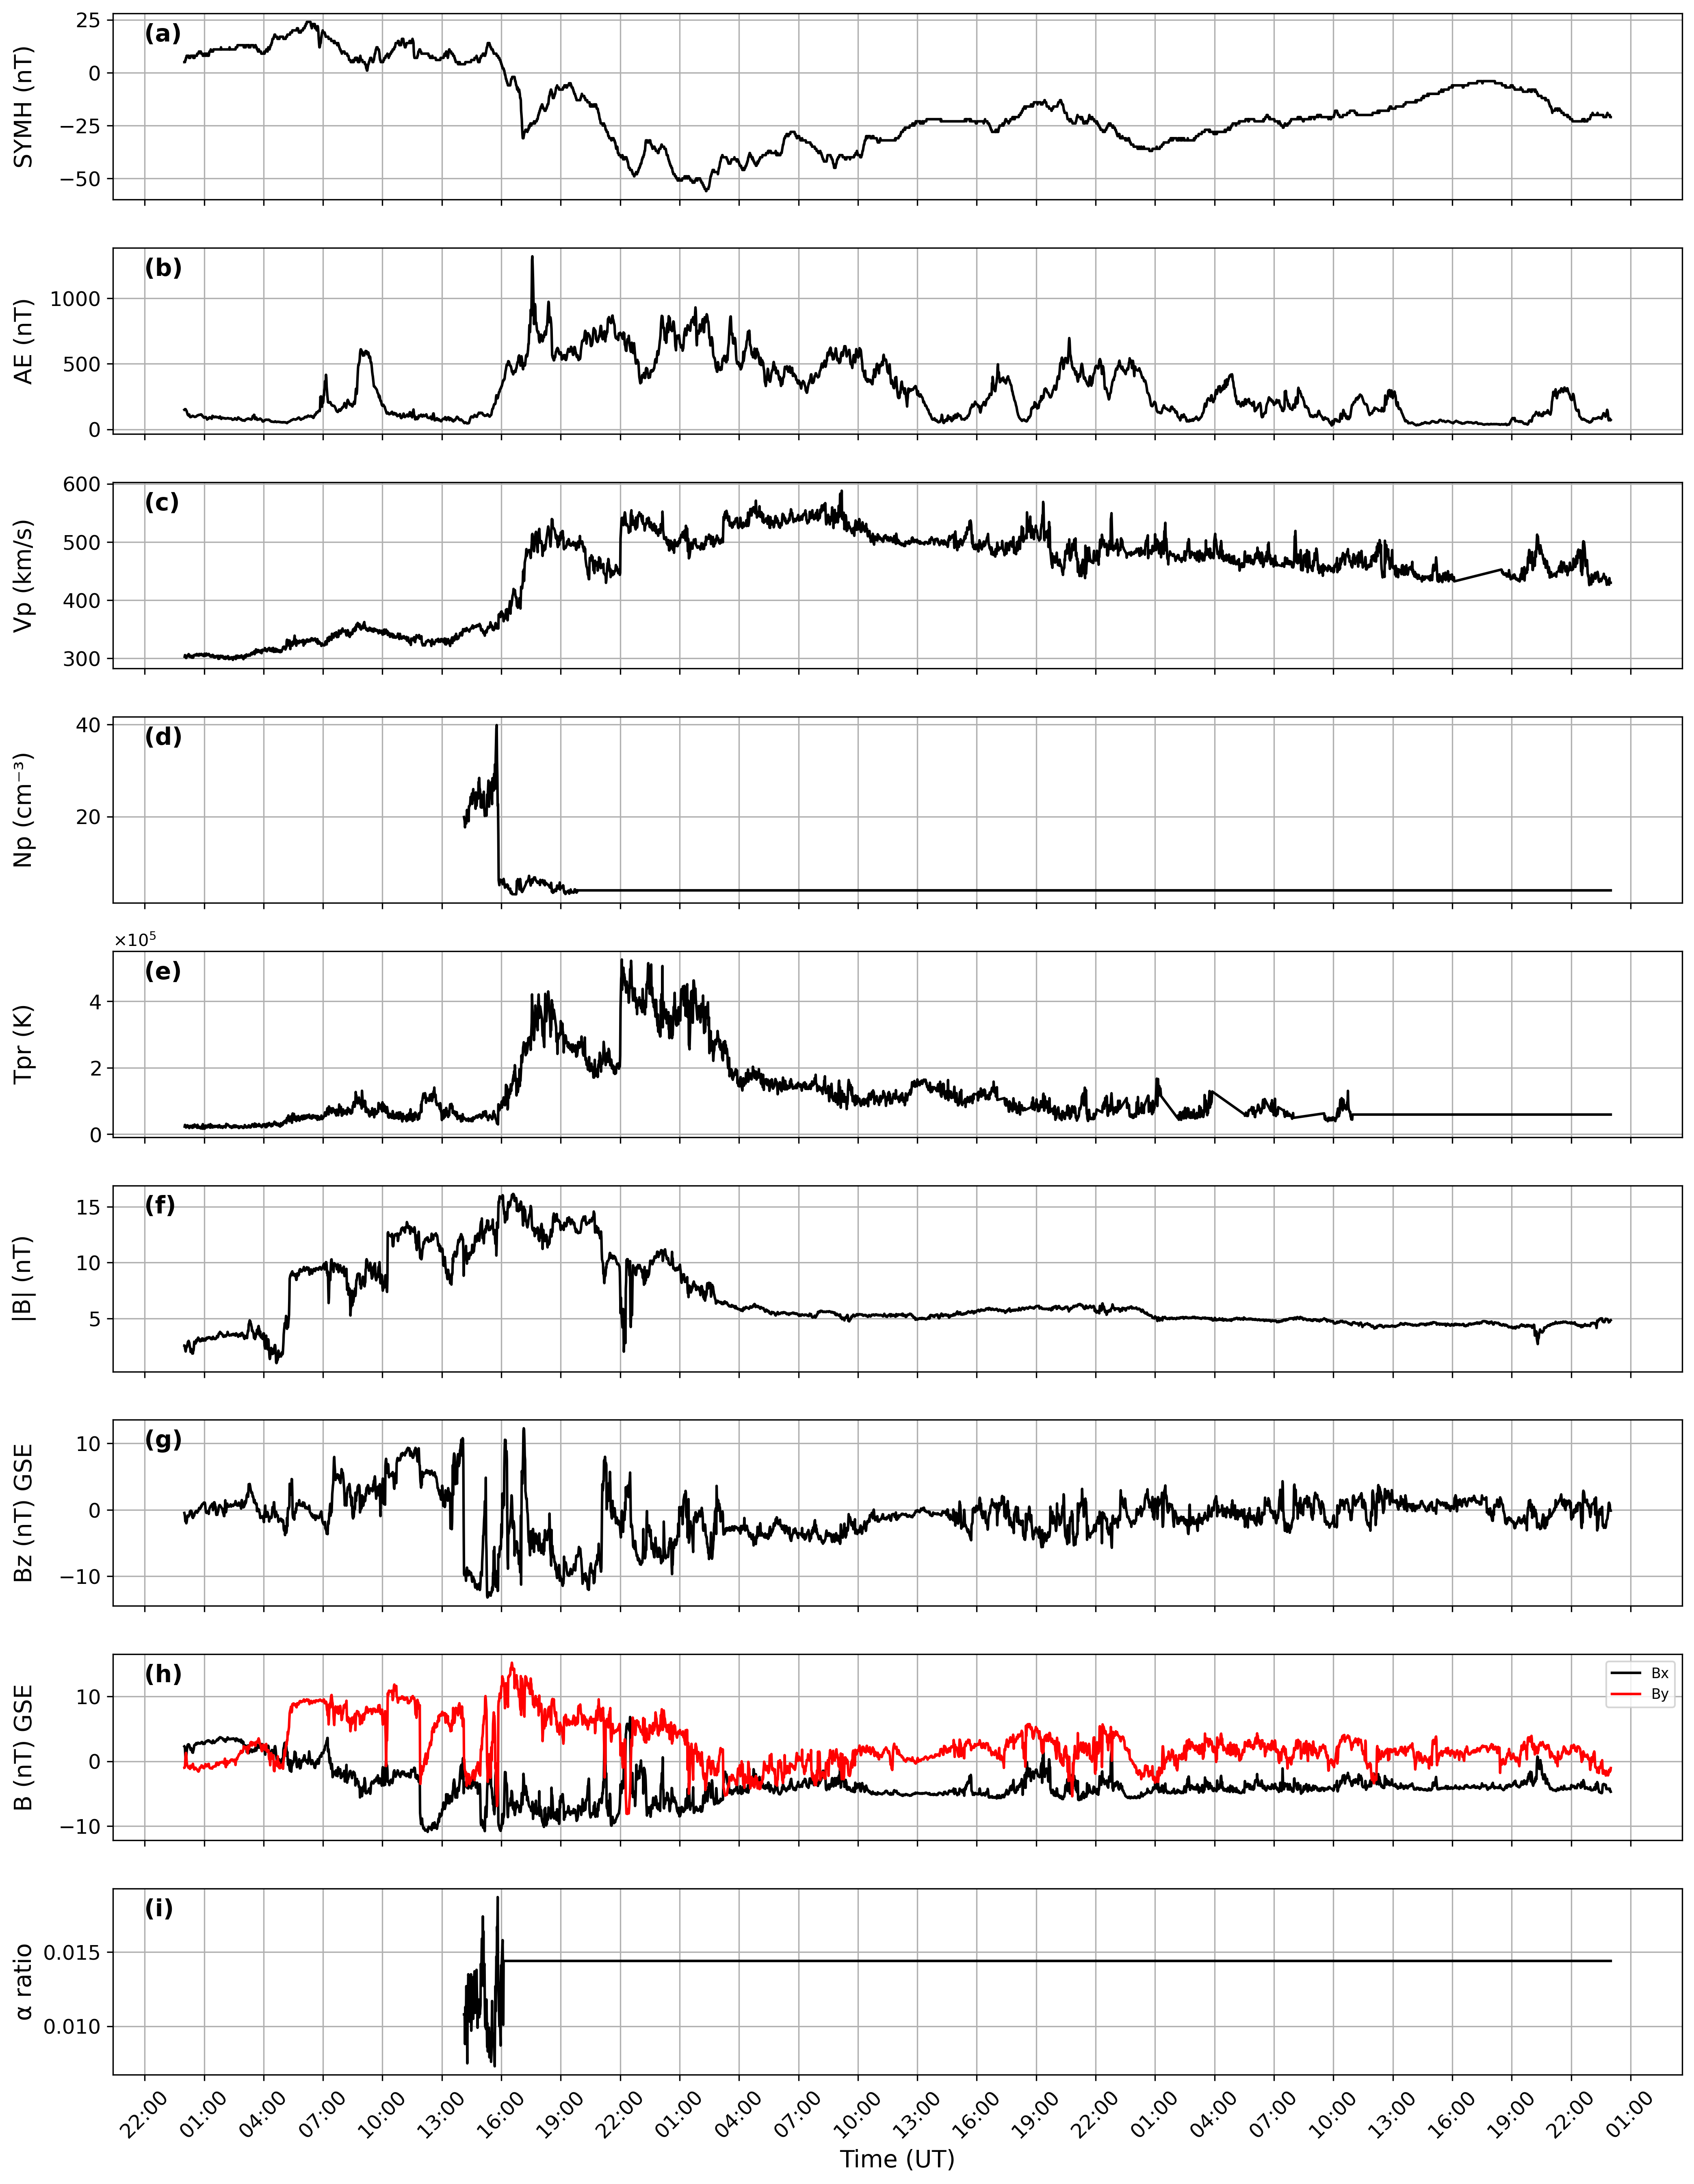 (a)
SYMH (nT)
25
0
−25
−50
(b)
AE (nT)
1000
500
0
(c)
Vp (km/s)
600
500
400
300
(d)
Np (cm⁻³)
40
20
×10⁵
(e)
Tpr (K)
4
2
0
(f)
|B| (nT)
15
10
5
(g)
Bz (nT) GSE
10
0
−10
(h)
B (nT) GSE
10
0
−10
Bx
By
(i)
α ratio
0.015
0.010
22:00 01:00 04:00 07:00 10:00 13:00 16:00 19:00 22:00 01:00 04:00 07:00 10:00 13:00 16:00 19:00 22:00 01:00 04:00 07:00 10:00 13:00 16:00 19:00 22:00 01:00
Time (UT)